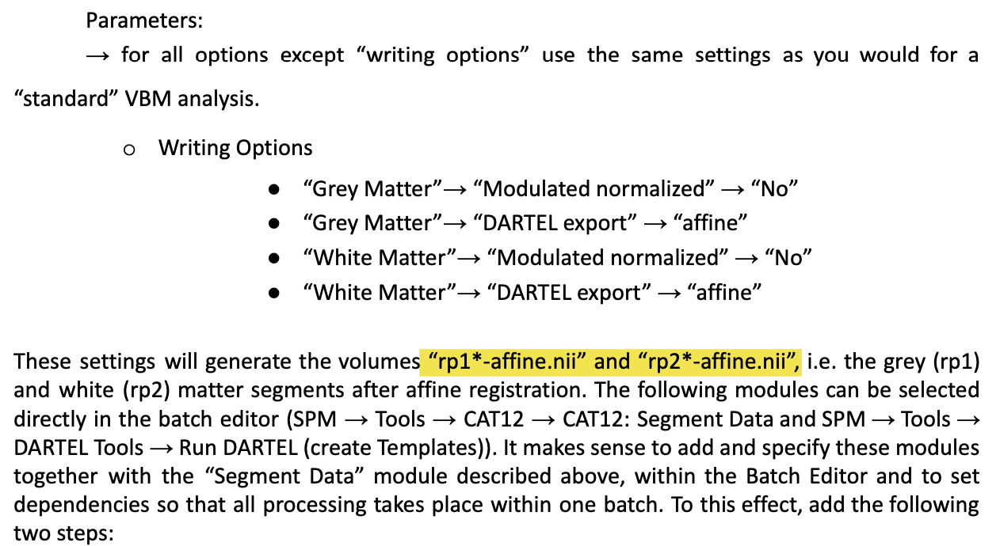 Parameters:
→ for all options except “writing options” use the same settings as you would for a
“standard” VBM analysis.
o Writing Options
● “Grey Matter”→ “Modulated normalized” → “No”
● “Grey Matter”→ “DARTEL export” → “affine”
● “White Matter”→ “Modulated normalized” → “No”
● “White Matter”→ “DARTEL export” → “affine”
These settings will generate the volumes “rp1*-affine.nii” and “rp2*-affine.nii”, i.e. the grey (rp1)
and white (rp2) matter segments after affine registration. The following modules can be selected
directly in the batch editor (SPM → Tools → CAT12 → CAT12: Segment Data and SPM → Tools →
DARTEL Tools → Run DARTEL (create Templates)). It makes sense to add and specify these modules
together with the “Segment Data” module described above, within the Batch Editor and to set
dependencies so that all processing takes place within one batch. To this effect, add the following
two steps: